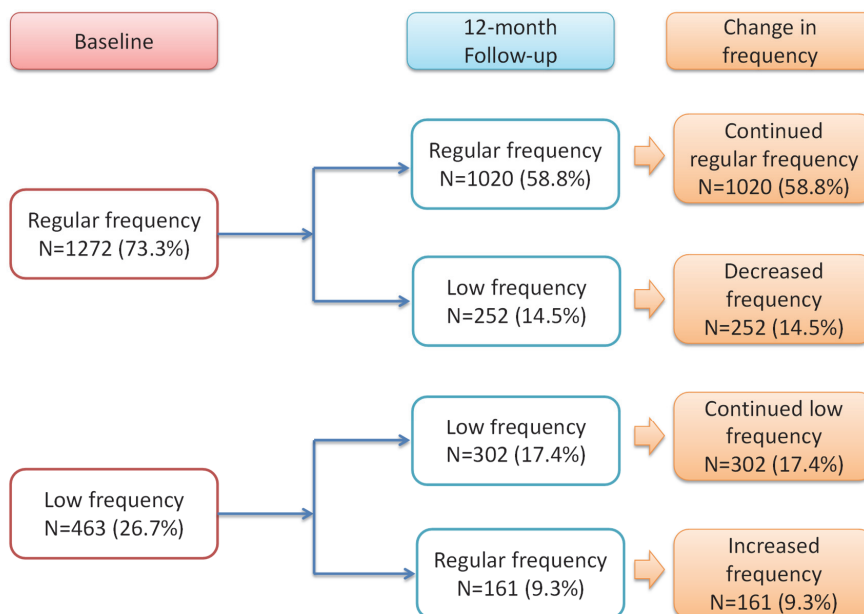 Baseline
12-month
Follow-up
Change in
frequency
Regular frequency
N=1272 (73.3%)
Regular frequency
N=1020 (58.8%)
Continued
regular frequency
N=1020 (58.8%)
Low frequency
N=252 (14.5%)
Decreased
frequency
N=252 (14.5%)
Low frequency
N=463 (26.7%)
Low frequency
N=302 (17.4%)
Continued low
frequency
N=302 (17.4%)
Regular frequency
N=161 (9.3%)
Increased
frequency
N=161 (9.3%)